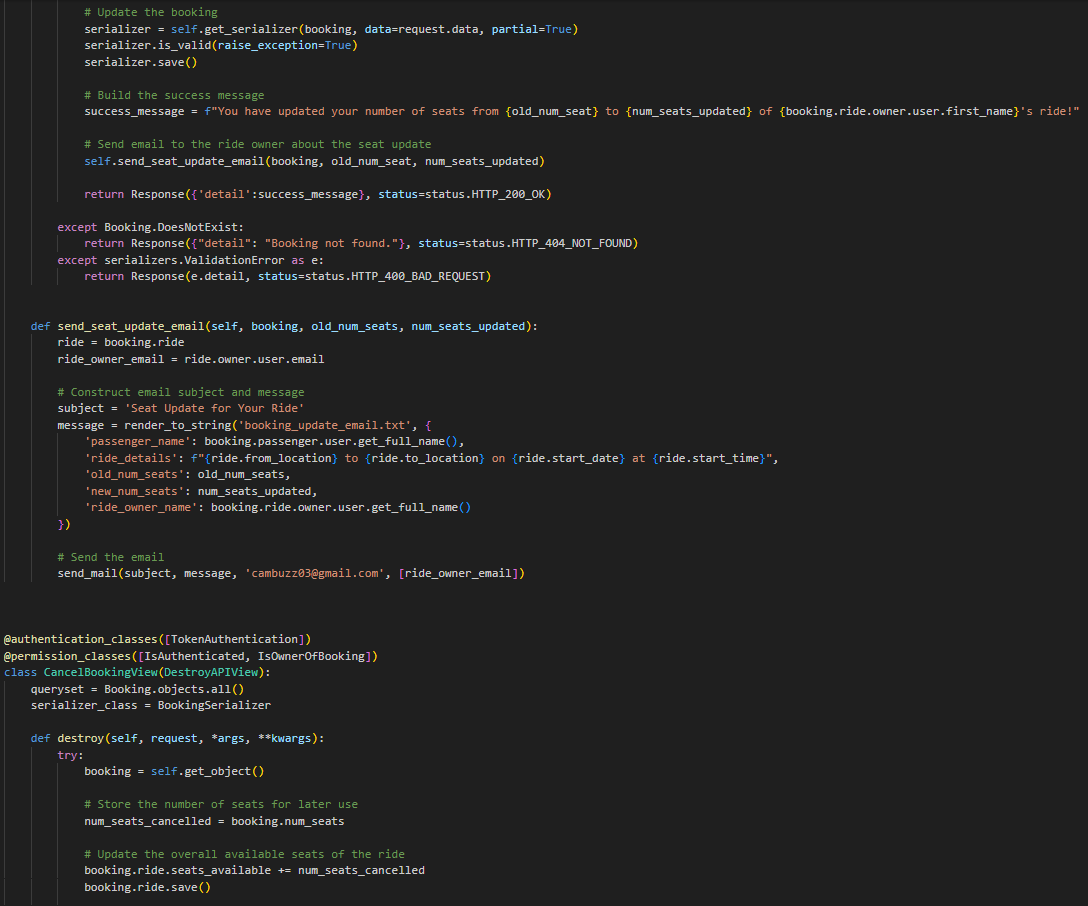 # Update the booking
serializer = self.get_serializer(booking, data=request.data, partial=True)
serializer.is_valid(raise_exception=True)
serializer.save()
# Build the success message
success_message = f"You have updated your number of seats from {old_num_seat} to {num_seats_updated} of {booking.ride.owner.user.first_name}'s ride!"
# Send email to the ride owner about the seat update
self.send_seat_update_email(booking, old_num_seat, num_seats_updated)
return Response({'detail':success_message}, status=status.HTTP_200_OK)
except Booking.DoesNotExist:
return Response({"detail": "Booking not found."}, status=status.HTTP_404_NOT_FOUND)
except serializers.ValidationError as e:
return Response(e.detail, status=status.HTTP_400_BAD_REQUEST)
def send_seat_update_email(self, booking, old_num_seats, num_seats_updated):
ride = booking.ride
ride_owner_email = ride.owner.user.email
# Construct email subject and message
subject = 'Seat Update for Your Ride'
message = render_to_string('booking_update_email.txt', {
'passenger_name': booking.passenger.user.get_full_name(),
'ride_details': f"{ride.from_location} to {ride.to_location} on {ride.start_date} at {ride.start_time}",
'old_num_seats': old_num_seats,
'new_num_seats': num_seats_updated,
'ride_owner_name': booking.ride.owner.user.get_full_name()
})
# Send the email
send_mail(subject, message, 'cambuzz03@gmail.com', [ride_owner_email])
@authentication_classes([TokenAuthentication])
@permission_classes([IsAuthenticated, IsOwnerOfBooking])
class CancelBookingView(DestroyAPIView):
queryset = Booking.objects.all()
serializer_class = BookingSerializer
def destroy(self, request, *args, **kwargs):
try:
booking = self.get_object()
# Store the number of seats for later use
num_seats_cancelled = booking.num_seats
# Update the overall available seats of the ride
booking.ride.seats_available += num_seats_cancelled
booking.ride.save()